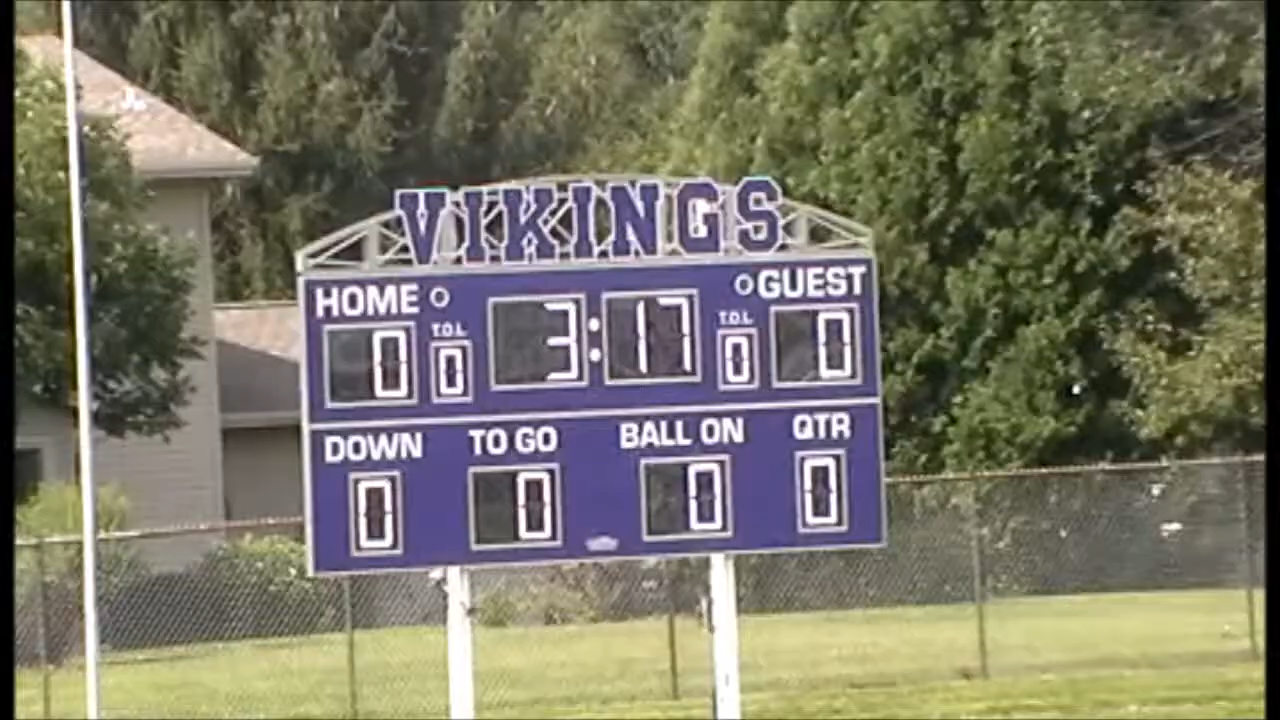 VIKINGS
HOME GUEST
T.O.L T.O.L
0 0 3:17 0 0
DOWN TO GO BALL ON QTR
0 0 0 0